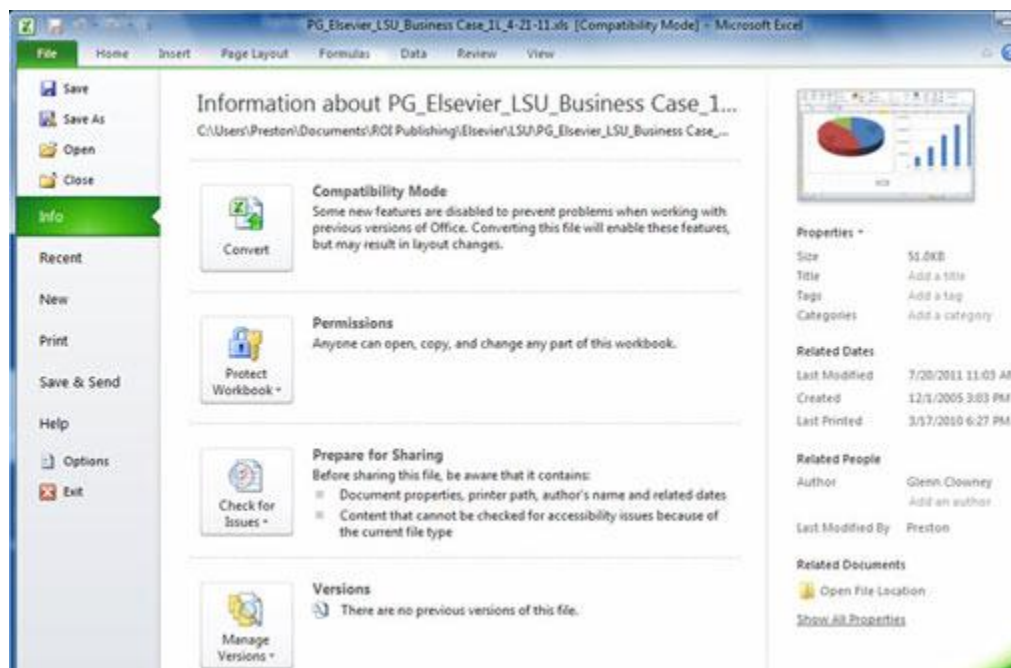 PG_Elsevier_LSU_Business Case_1L_4-21-11.xls [Compatibility Mode] - Microsoft Excel
File Home Insert Page Layout Formulas Data Review View
Save
Save As
Open
Close
Info
Recent
New
Print
Save & Send
Help
Options
Exit
Information about PG_Elsevier_LSU_Business Case_1...
C:\Users\Preston\Documents\ROI Publishing\Elsevier\LSU\PG_Elsevier_LSU_Business Case_...
Convert
Compatibility Mode
Some new features are disabled to prevent problems when working with
previous versions of Office. Converting this file will enable these features,
but may result in layout changes.
Protect
Workbook
Permissions
Anyone can open, copy, and change any part of this workbook.
Check for
Issues
Prepare for Sharing
Before sharing this file, be aware that it contains:
Document properties, printer path, author's name and related dates
Content that cannot be checked for accessibility issues because of
the current file type
Manage
Versions
Versions
There are no previous versions of this file.
Properties
Size 51.0KB
Title Add a title
Tags Add a tag
Categories Add a category
Related Dates
Last Modified 7/20/2011 11:03 AM
Created 12/1/2005 3:03 PM
Last Printed 3/17/2010 6:27 PM
Related People
Author Glenn Clowney
Add an author
Last Modified By Preston
Related Documents
Open File Location
Show All Properties